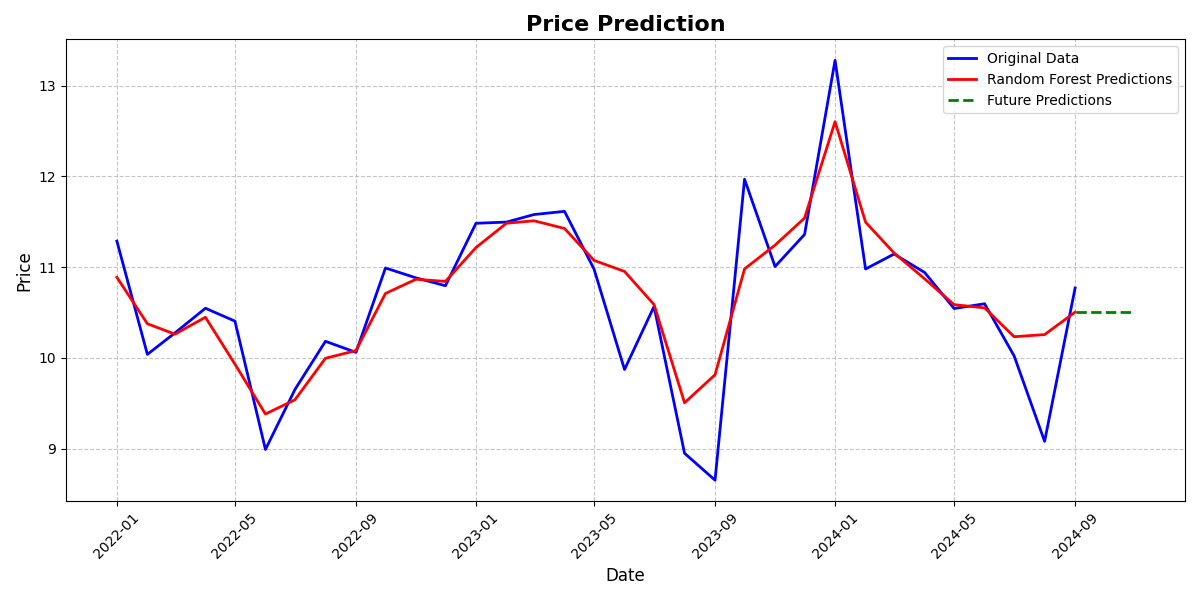 Price Prediction
Original Data
Random Forest Predictions
Future Predictions
Price
13
12
11
10
9
2022-01
2022-05
2022-09
2023-01
2023-05
2023-09
2024-01
2024-05
2024-09
Date